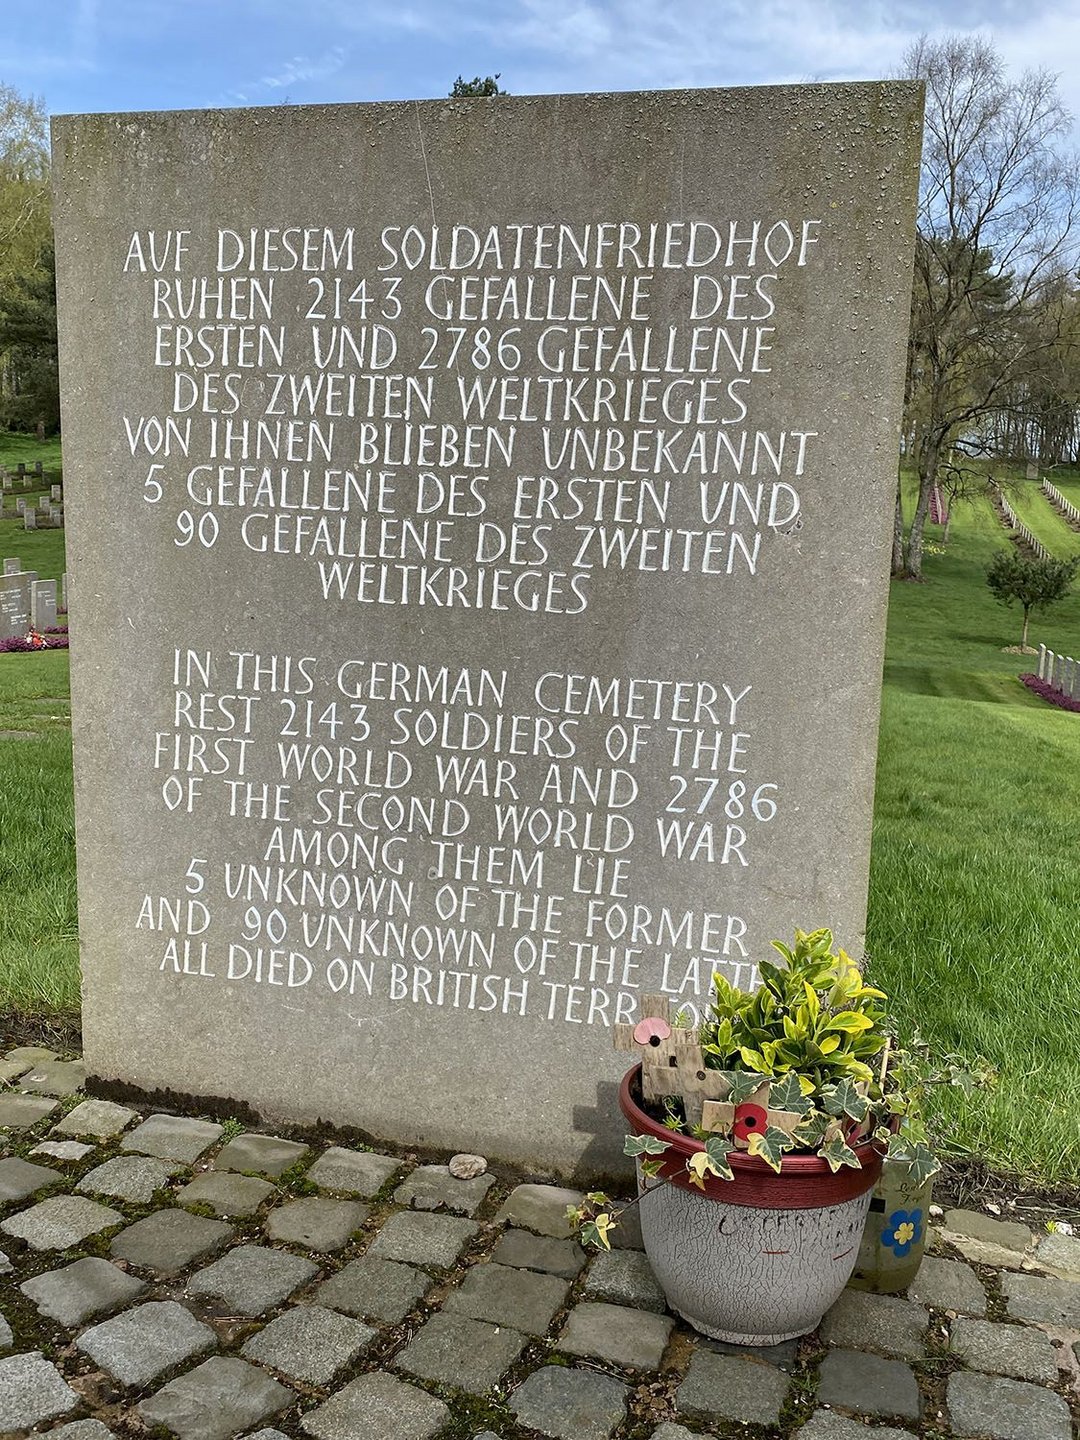 AUF DIESEM SOLDATENFRIEDHOF
RUHEN 2143 GEFALLENE DES
ERSTEN UND 2786 GEFALLENE
DES ZWEITEN WELTKRIEGES
VON IHNEN BLIEBEN UNBEKANNT
5 GEFALLENE DES ERSTEN UND
90 GEFALLENE DES ZWEITEN
WELTKRIEGES
IN THIS GERMAN CEMETERY
REST 2143 SOLDIERS OF THE
FIRST WORLD WAR AND 2786
OF THE SECOND WORLD WAR
AMONG THEM LIE
5 UNKNOWN OF THE FORMER
AND 90 UNKNOWN OF THE
ALL DIED ON BRITISH